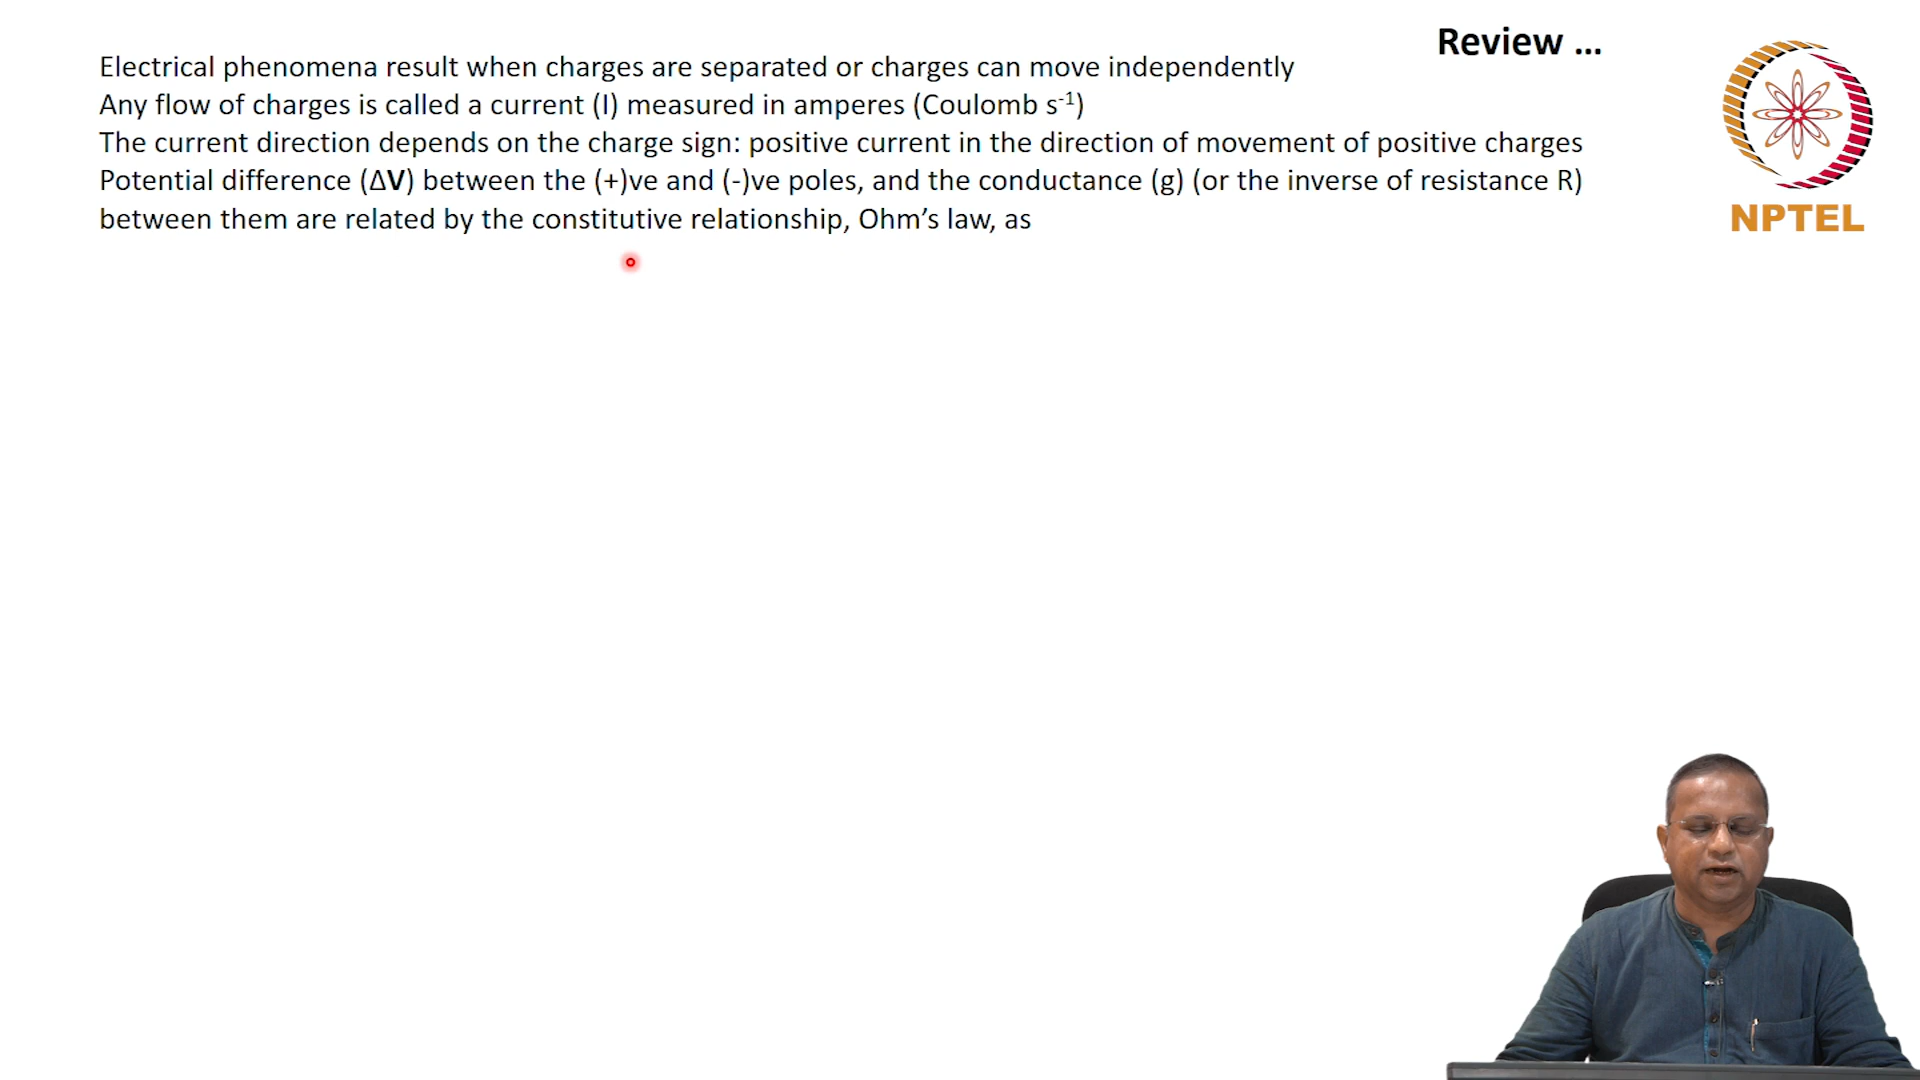 Review ...
Electrical phenomena result when charges are separated or charges can move independently
Any flow of charges is called a current (I) measured in amperes (Coulomb s⁻¹)
The current direction depends on the charge sign: positive current in the direction of movement of positive charges
Potential difference (ΔV) between the (+)ve and (-)ve poles, and the conductance (g) (or the inverse of resistance R)
between them are related by the constitutive relationship, Ohm’s law, as
NPTEL